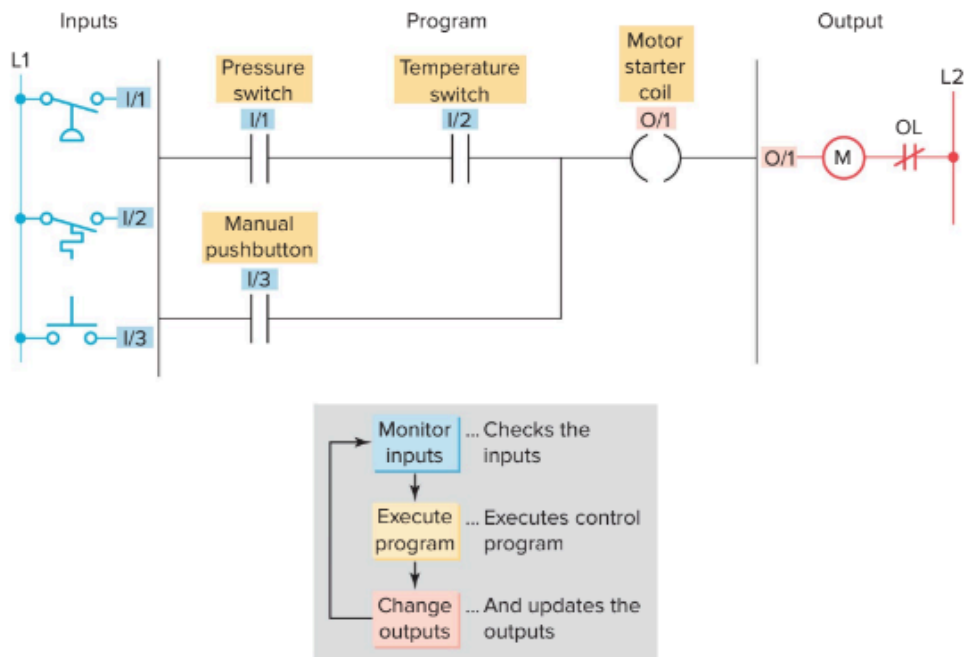 Inputs
Program
Output
L1
I/1
I/2
I/3
Pressure
switch
I/1
Temperature
switch
I/2
Motor
starter
coil
O/1
Manual
pushbutton
I/3
L2
O/1
M
OL
Monitor
inputs
... Checks the
inputs
Execute
program
... Executes control
program
Change
outputs
... And updates the
outputs